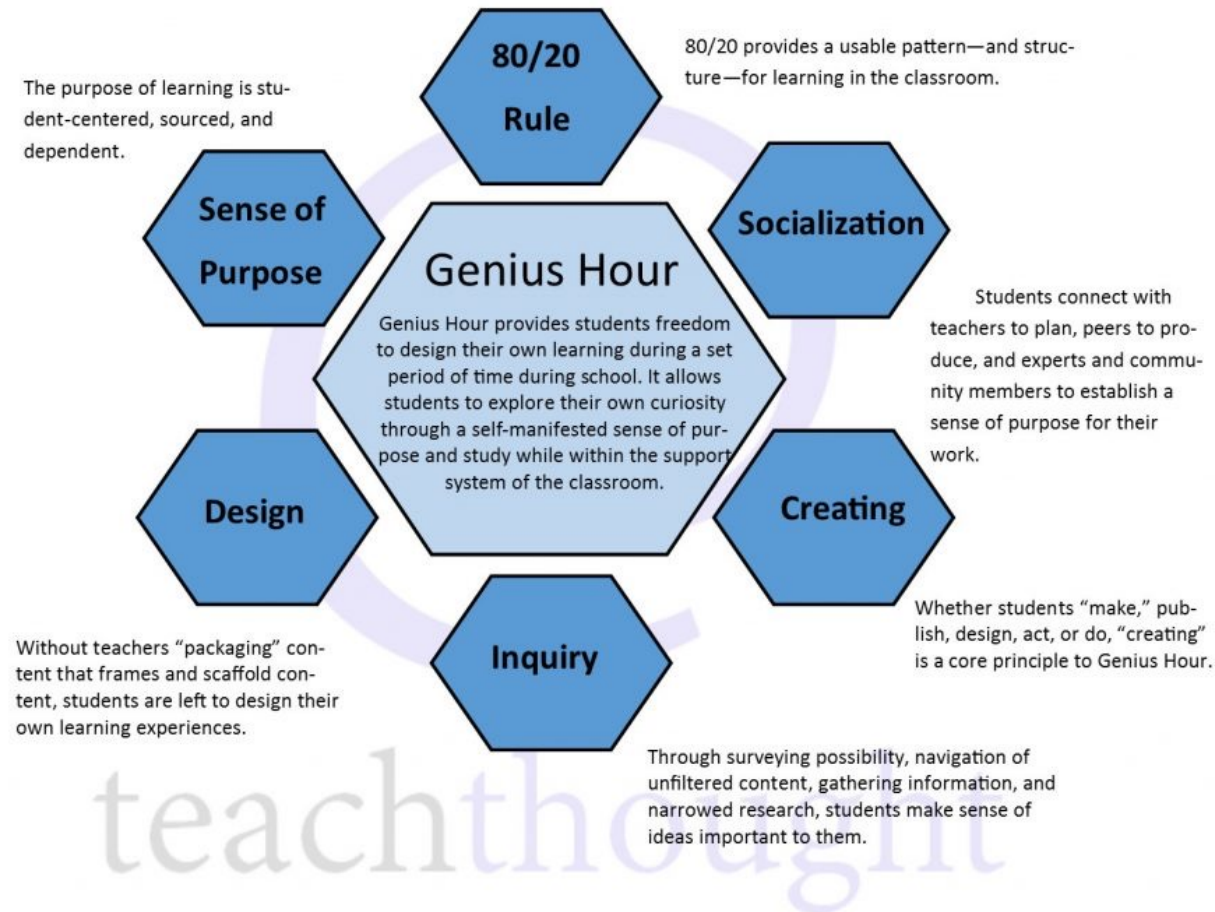 80/20
Rule
80/20 provides a usable pattern—and struc-
ture—for learning in the classroom.
The purpose of learning is stu-
dent-centered, sourced, and
dependent.
Sense of
Purpose
Socialization
Genius Hour
Genius Hour provides students freedom
to design their own learning during a set
period of time during school. It allows
students to explore their own curiosity
through a self-manifested sense of pur-
pose and study while within the support
system of the classroom.
Students connect with
teachers to plan, peers to pro-
duce, and experts and commu-
nity members to establish a
sense of purpose for their
work.
Design
Creating
Whether students “make,” pub-
lish, design, act, or do, “creating”
is a core principle to Genius Hour.
Without teachers “packaging” con-
tent that frames and scaffold con-
tent, students are left to design their
own learning experiences.
Inquiry
Through surveying possibility, navigation of
unfiltered content, gathering information, and
narrowed research, students make sense of
ideas important to them.
teachthought